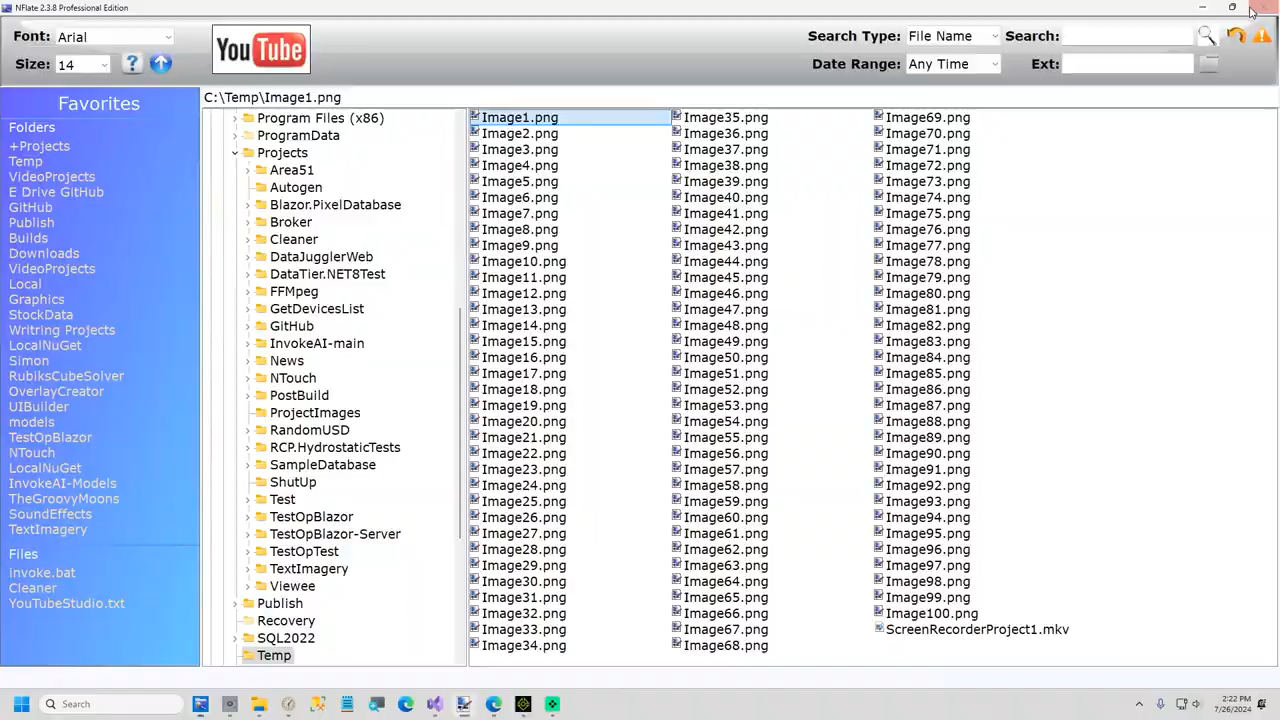 NFlate 2.3.8 Professional Edition
Font: Arial
Size: 14
You Tube
Search Type: File Name Search:
Date Range: Any Time Ext:
Favorites
Folders
+Projects
Temp
VideoProjects
E Drive GitHub
GitHub
Publish
Builds
Downloads
VideoProjects
Local
Graphics
StockData
Writring Projects
LocalNuGet
Simon
RubiksCubeSolver
OverlayCreator
UIBuilder
models
TestOpBlazor
NTouch
LocalNuGet
InvokeAI-Models
TheGroovyMoons
SoundEffects
TextImagery
Files
invoke.bat
Cleaner
YouTubeStudio.txt
C:\Temp\Image1.png
Program Files (x86)
ProgramData
Projects
Area51
Autogen
Blazor.PixelDatabase
Broker
Cleaner
DataJugglerWeb
DataTier.NET8Test
FFMpeg
GetDevicesList
GitHub
InvokeAI-main
News
NTouch
PostBuild
ProjectImages
RandomUSD
RCP.HydrostaticTests
SampleDatabase
ShutUp
Test
TestOpBlazor
TestOpBlazor-Server
TestOpTest
TextImagery
Viewee
Publish
Recovery
SQL2022
Temp
Image1.png
Image2.png
Image3.png
Image4.png
Image5.png
Image6.png
Image7.png
Image8.png
Image9.png
Image10.png
Image11.png
Image12.png
Image13.png
Image14.png
Image15.png
Image16.png
Image17.png
Image18.png
Image19.png
Image20.png
Image21.png
Image22.png
Image23.png
Image24.png
Image25.png
Image26.png
Image27.png
Image28.png
Image29.png
Image30.png
Image31.png
Image32.png
Image33.png
Image34.png
Image35.png
Image36.png
Image37.png
Image38.png
Image39.png
Image40.png
Image41.png
Image42.png
Image43.png
Image44.png
Image45.png
Image46.png
Image47.png
Image48.png
Image49.png
Image50.png
Image51.png
Image52.png
Image53.png
Image54.png
Image55.png
Image56.png
Image57.png
Image58.png
Image59.png
Image60.png
Image61.png
Image62.png
Image63.png
Image64.png
Image65.png
Image66.png
Image67.png
Image68.png
Image69.png
Image70.png
Image71.png
Image72.png
Image73.png
Image74.png
Image75.png
Image76.png
Image77.png
Image78.png
Image79.png
Image80.png
Image81.png
Image82.png
Image83.png
Image84.png
Image85.png
Image86.png
Image87.png
Image88.png
Image89.png
Image90.png
Image91.png
Image92.png
Image93.png
Image94.png
Image95.png
Image96.png
Image97.png
Image98.png
Image99.png
Image100.png
ScreenRecorderProject1.mkv
Search
2:22 PM
7/26/2024